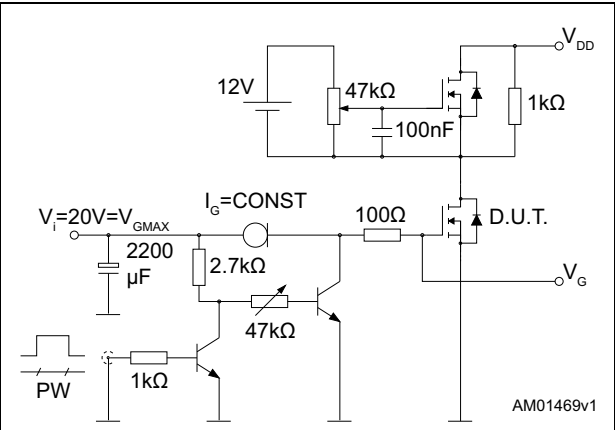 V_DD
12V
47kΩ
1kΩ
100nF
I_G=CONST
100Ω
D.U.T.
V_i=20V=V_GMAX
2200
µF
2.7kΩ
V_G
47kΩ
1kΩ
PW
AM01469v1